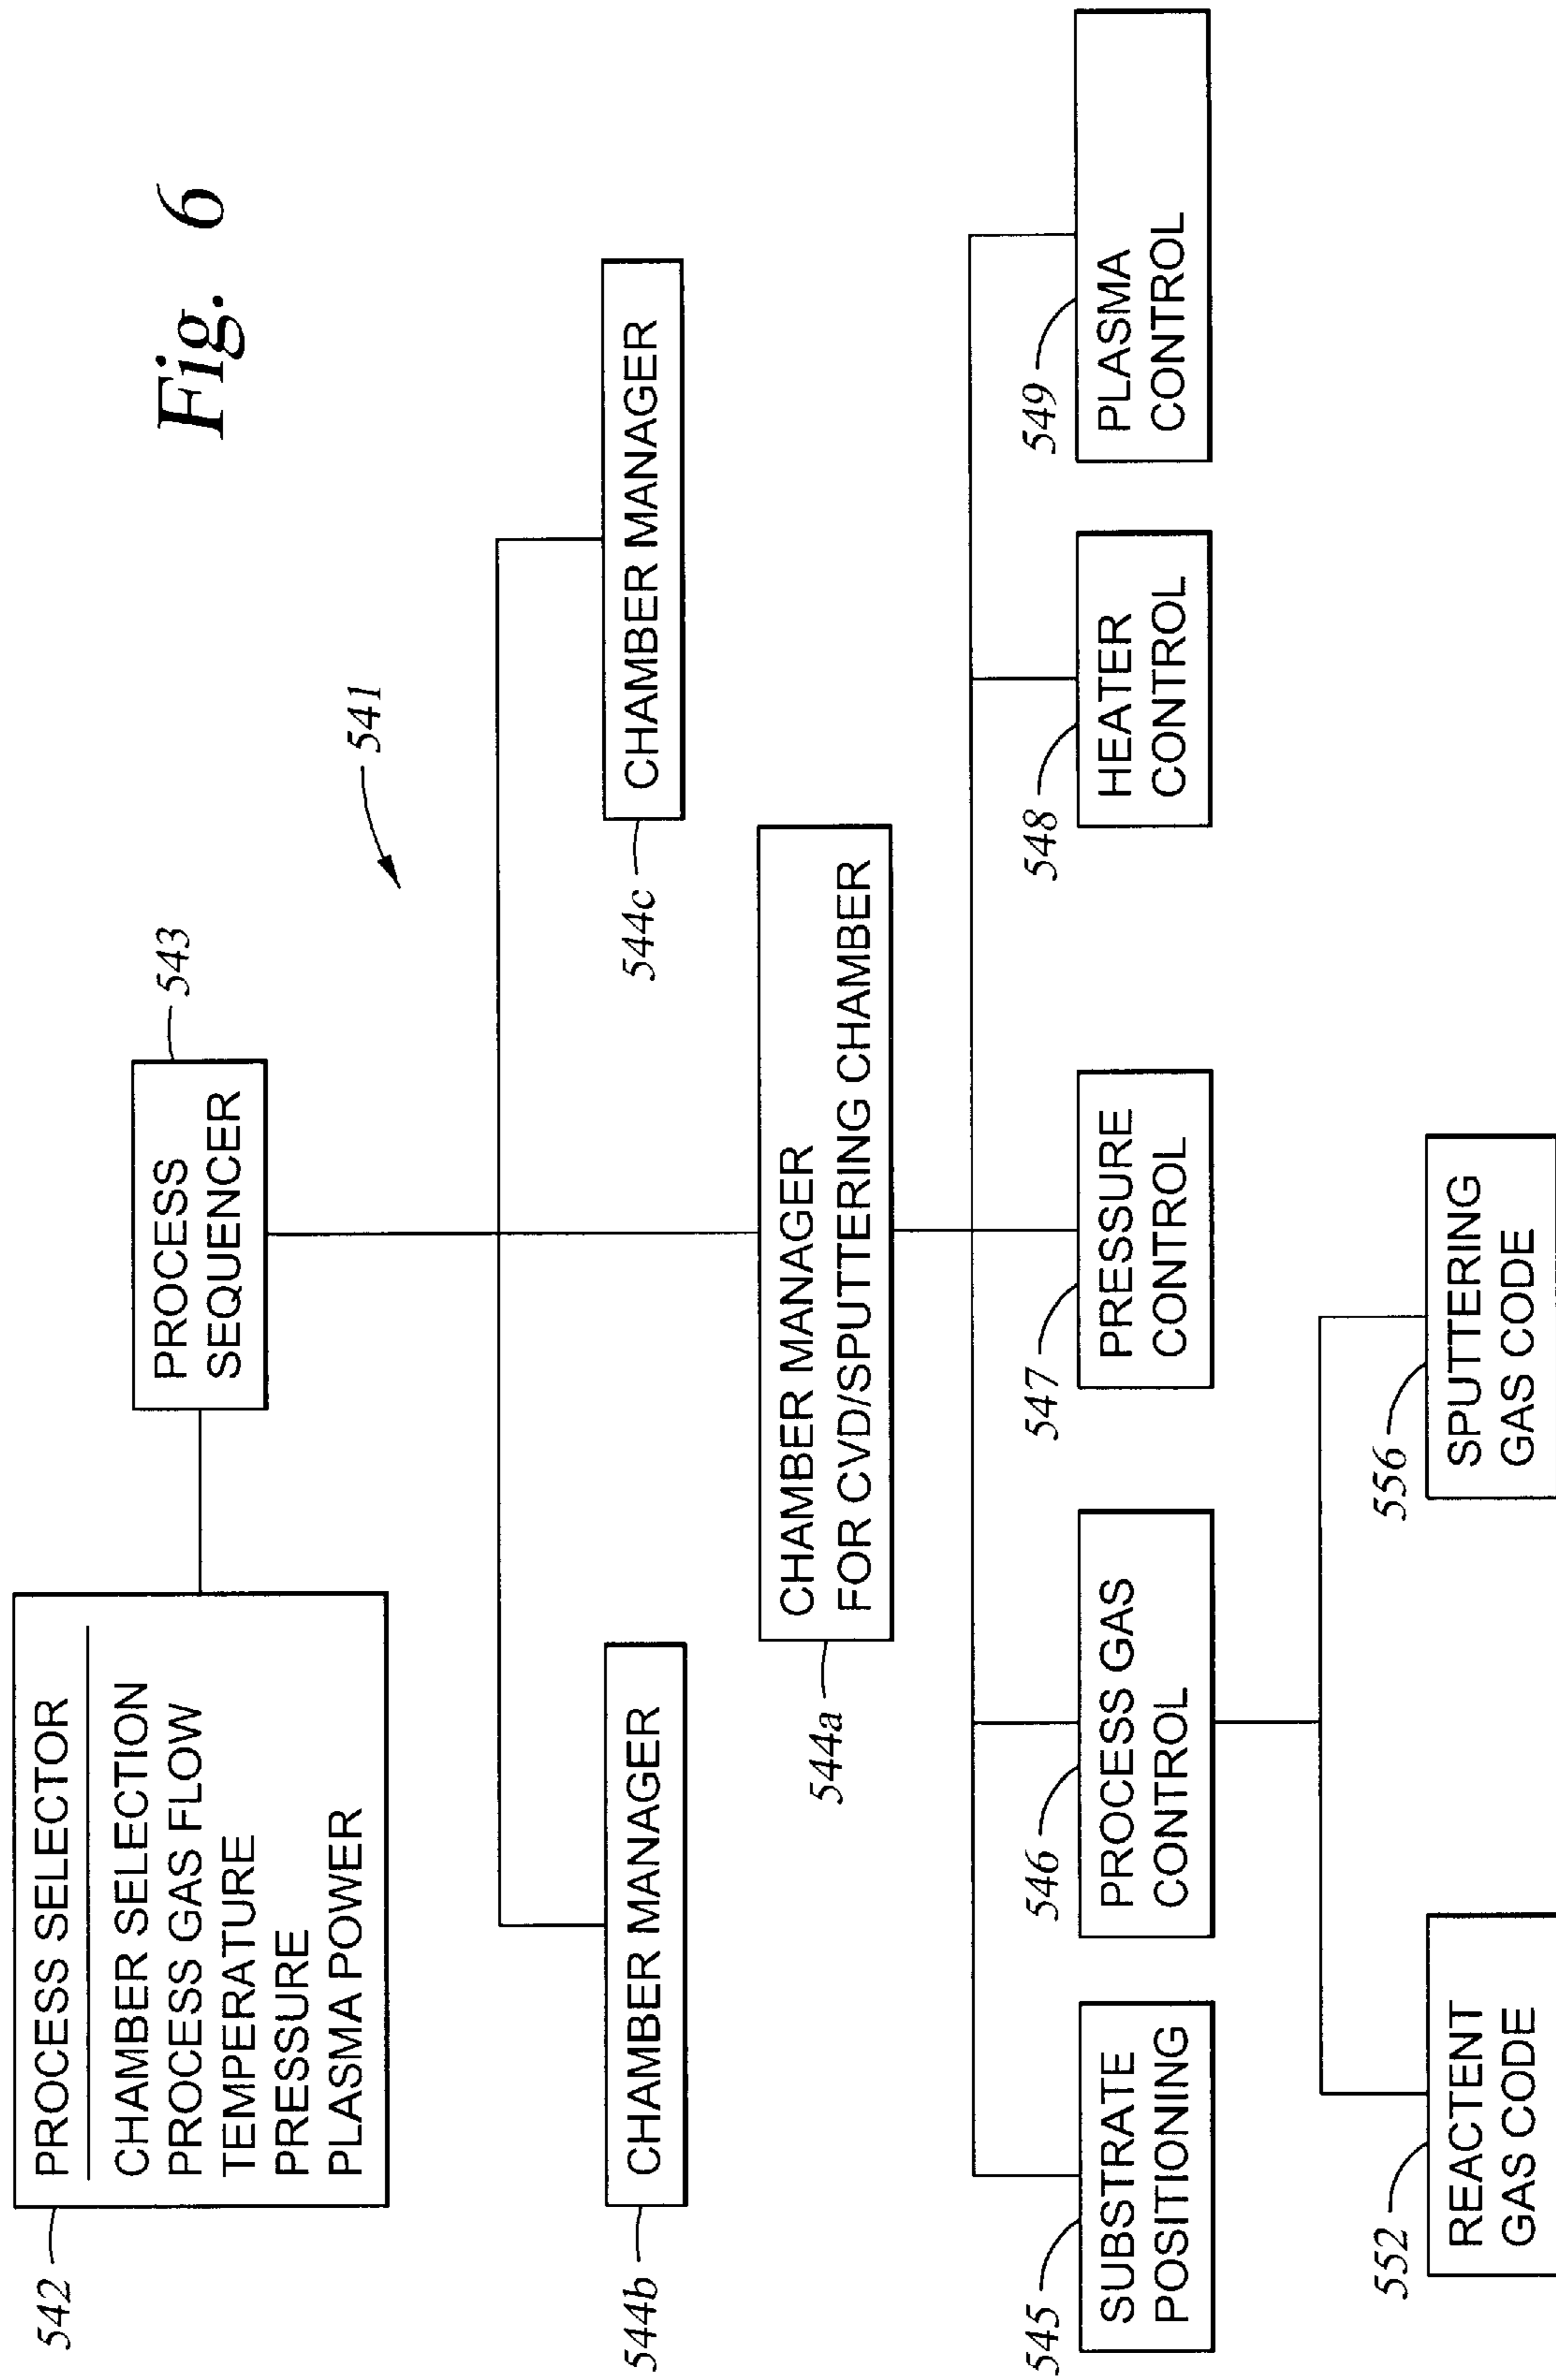 Fig. 6
542
PROCESS SELECTOR
CHAMBER SELECTION
PROCESS GAS FLOW
TEMPERATURE
PRESSURE
PLASMA POWER
543
PROCESS
SEQUENCER
541
544b
CHAMBER MANAGER
544c
CHAMBER MANAGER
544a
CHAMBER MANAGER
FOR CVD/SPUTTERING CHAMBER
545
SUBSTRATE
POSITIONING
546
PROCESS GAS
CONTROL
547
PRESSURE
CONTROL
548
HEATER
CONTROL
549
PLASMA
CONTROL
552
REACTENT
GAS CODE
556
SPUTTERING
GAS CODE